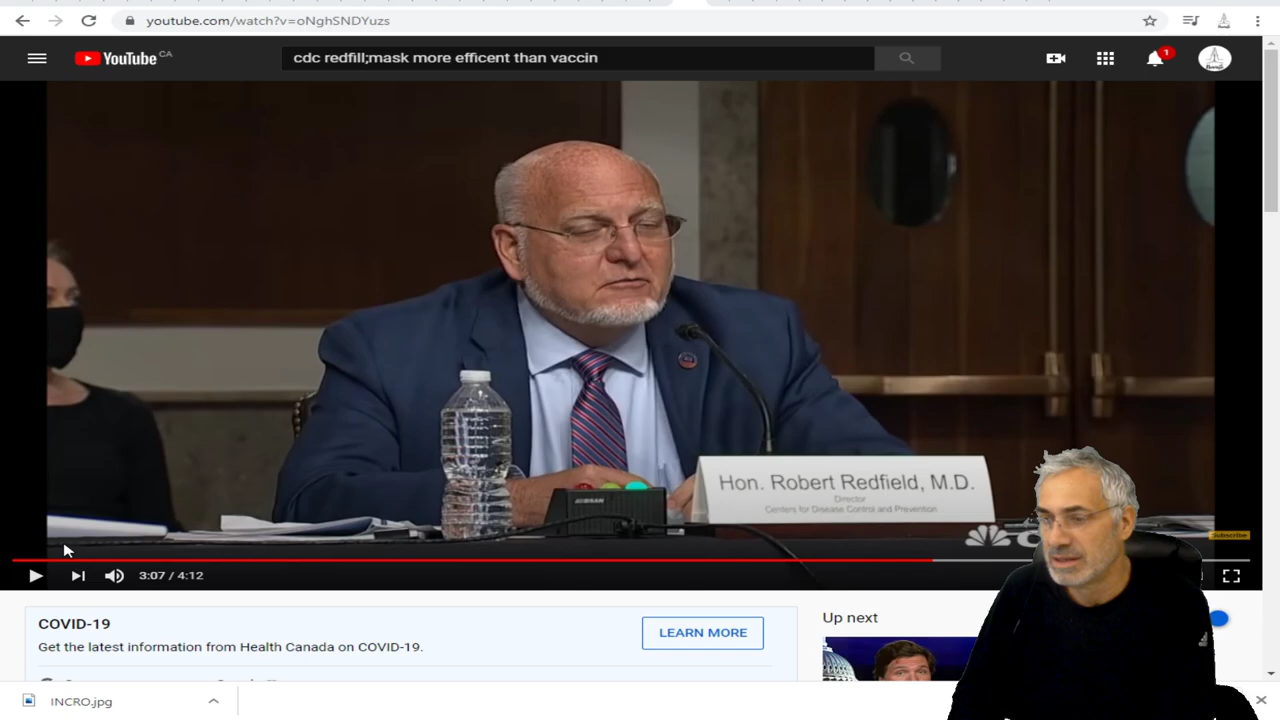 youtube.com/watch?v=oNghSNDYuzs
YouTube CA
cdc redfill;mask more efficent than vaccin
1
Hon. Robert Redfield, M.D.
Director
Centers for Disease Control and Prevention
Subscribe
3:07 / 4:12
COVID-19
Get the latest information from Health Canada on COVID-19.
LEARN MORE
Up next
INCRO.jpg